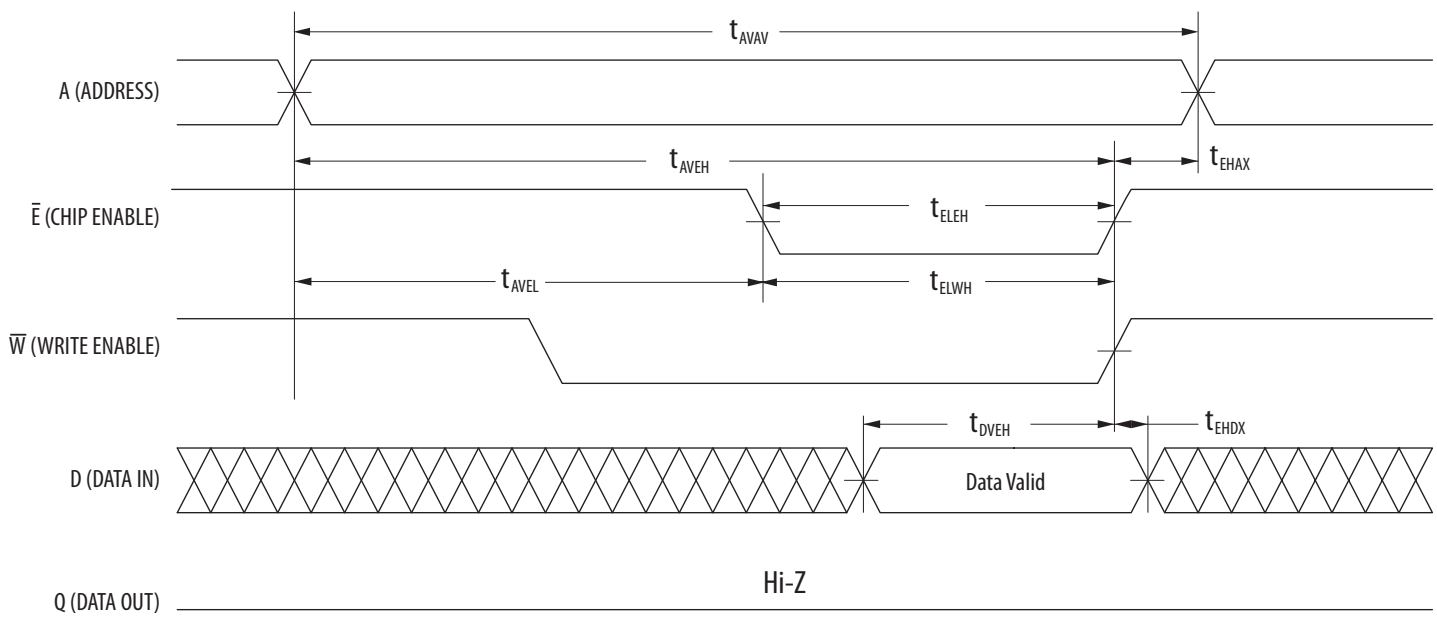 tAVAV
A (ADDRESS)
tAVEH
tEHAX
E̅ (CHIP ENABLE)
tELEH
tAVEL
tELWH
W̅ (WRITE ENABLE)
tDVEH
tEHDX
D (DATA IN)
Data Valid
Hi-Z
Q (DATA OUT)